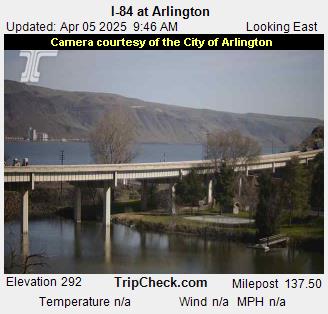 I-84 at Arlington
Updated: Apr 05 2025 9:46 AM Looking East
Camera courtesy of the City of Arlington
Elevation 292 TripCheck.com Milepost 137.50
Temperature n/a Wind n/a MPH n/a